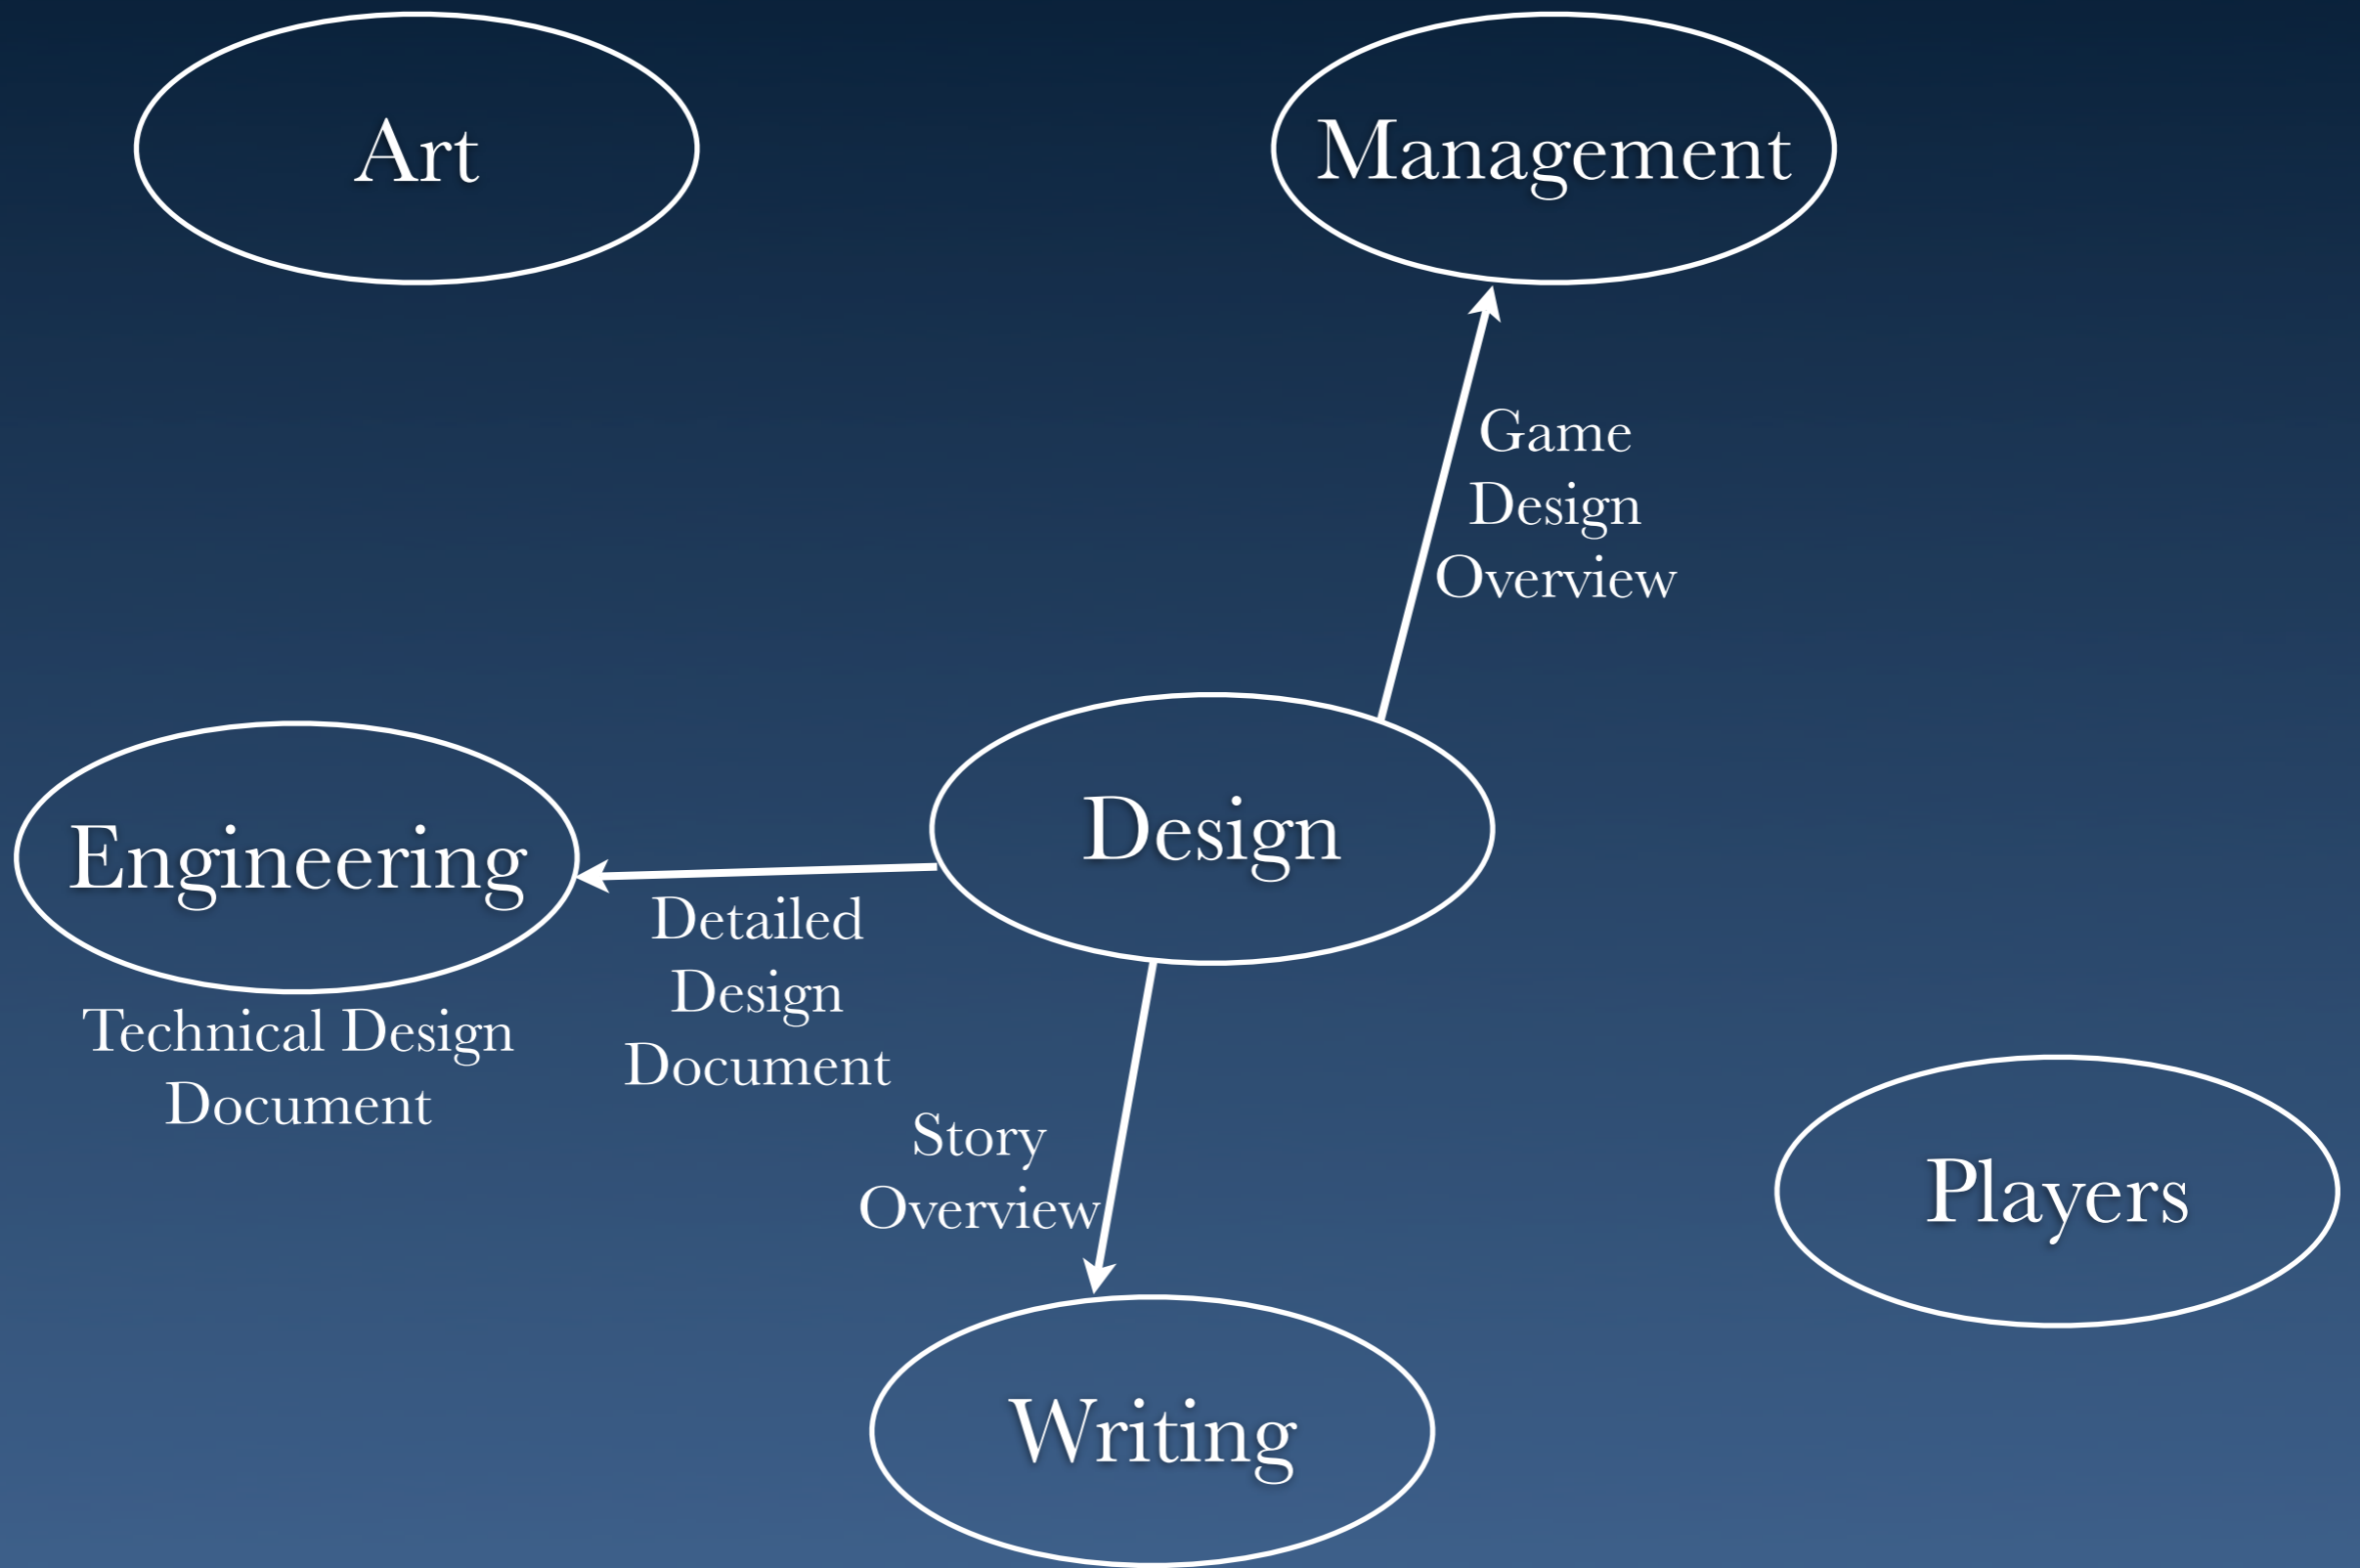 Art
Management
Game
Design
Overview
Design
Engineering
Detailed
Design
Document
Technical Design
Document
Story
Overview
Players
Writing